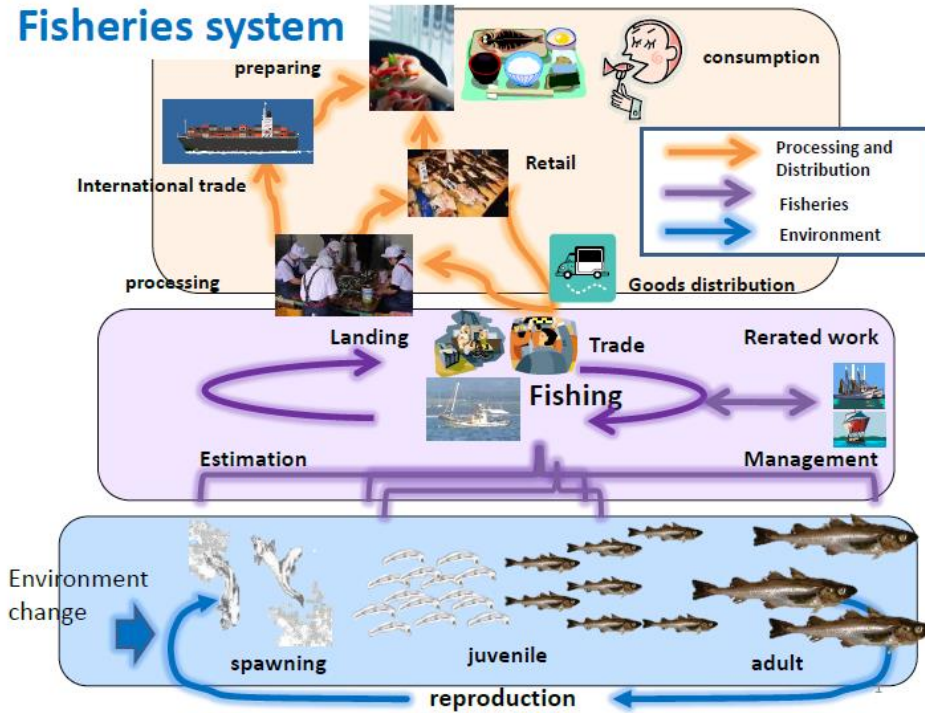 Fisheries system
preparing
consumption
Processing and
Distribution
Fisheries
Environment
International trade
Retail
processing
Goods distribution
Landing
Trade
Rerated work
Fishing
Estimation
Management
Environment
change
spawning
juvenile
adult
reproduction
1